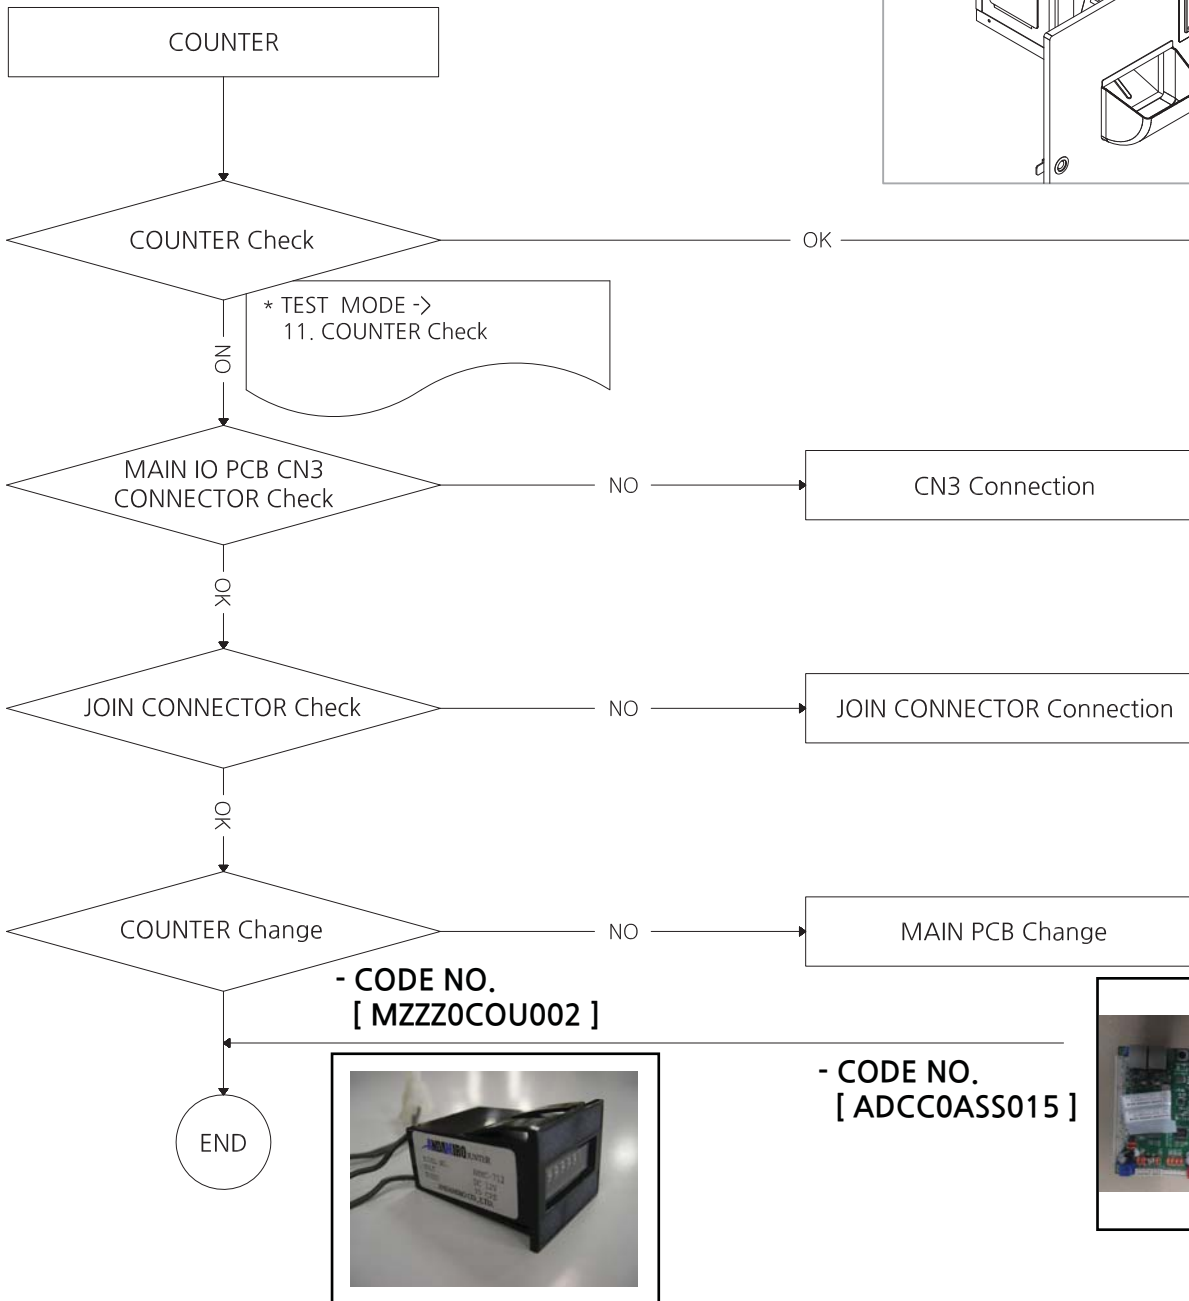 COUNTER
COUNTER Check
OK
* TEST MODE ->
11. COUNTER Check
NO
MAIN IO PCB CN3
CONNECTOR Check
NO
CN3 Connection
OK
JOIN CONNECTOR Check
NO
JOIN CONNECTOR Connection
OK
COUNTER Change
NO
MAIN PCB Change
- CODE NO.
[ MZZZ0COU002 ]
- CODE NO.
[ ADCC0ASS015 ]
END
DC 12V